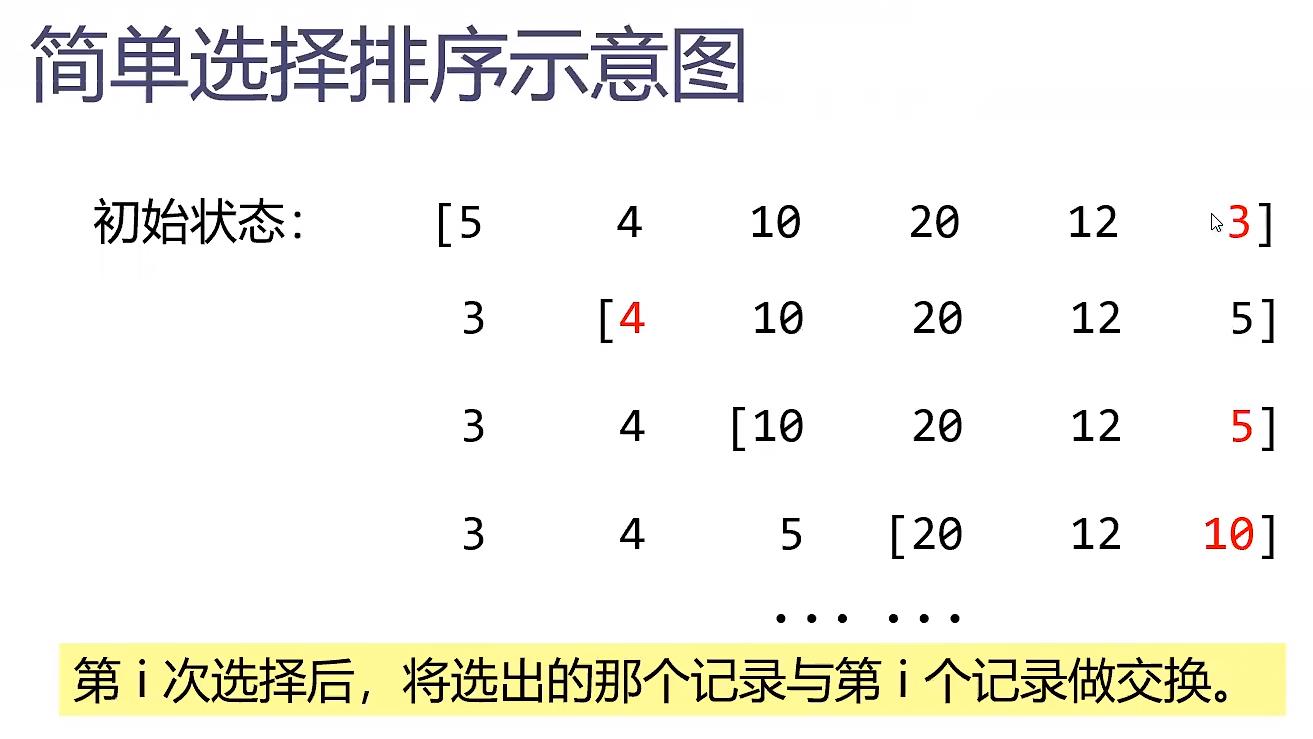 简单选择排序示意图
初始状态： [5 4 10 20 12 3]
3 [4 10 20 12 5]
3 4 [10 20 12 5]
3 4 5 [20 12 10]
… …
第 i 次选择后，将选出的那个记录与第 i 个记录做交换。